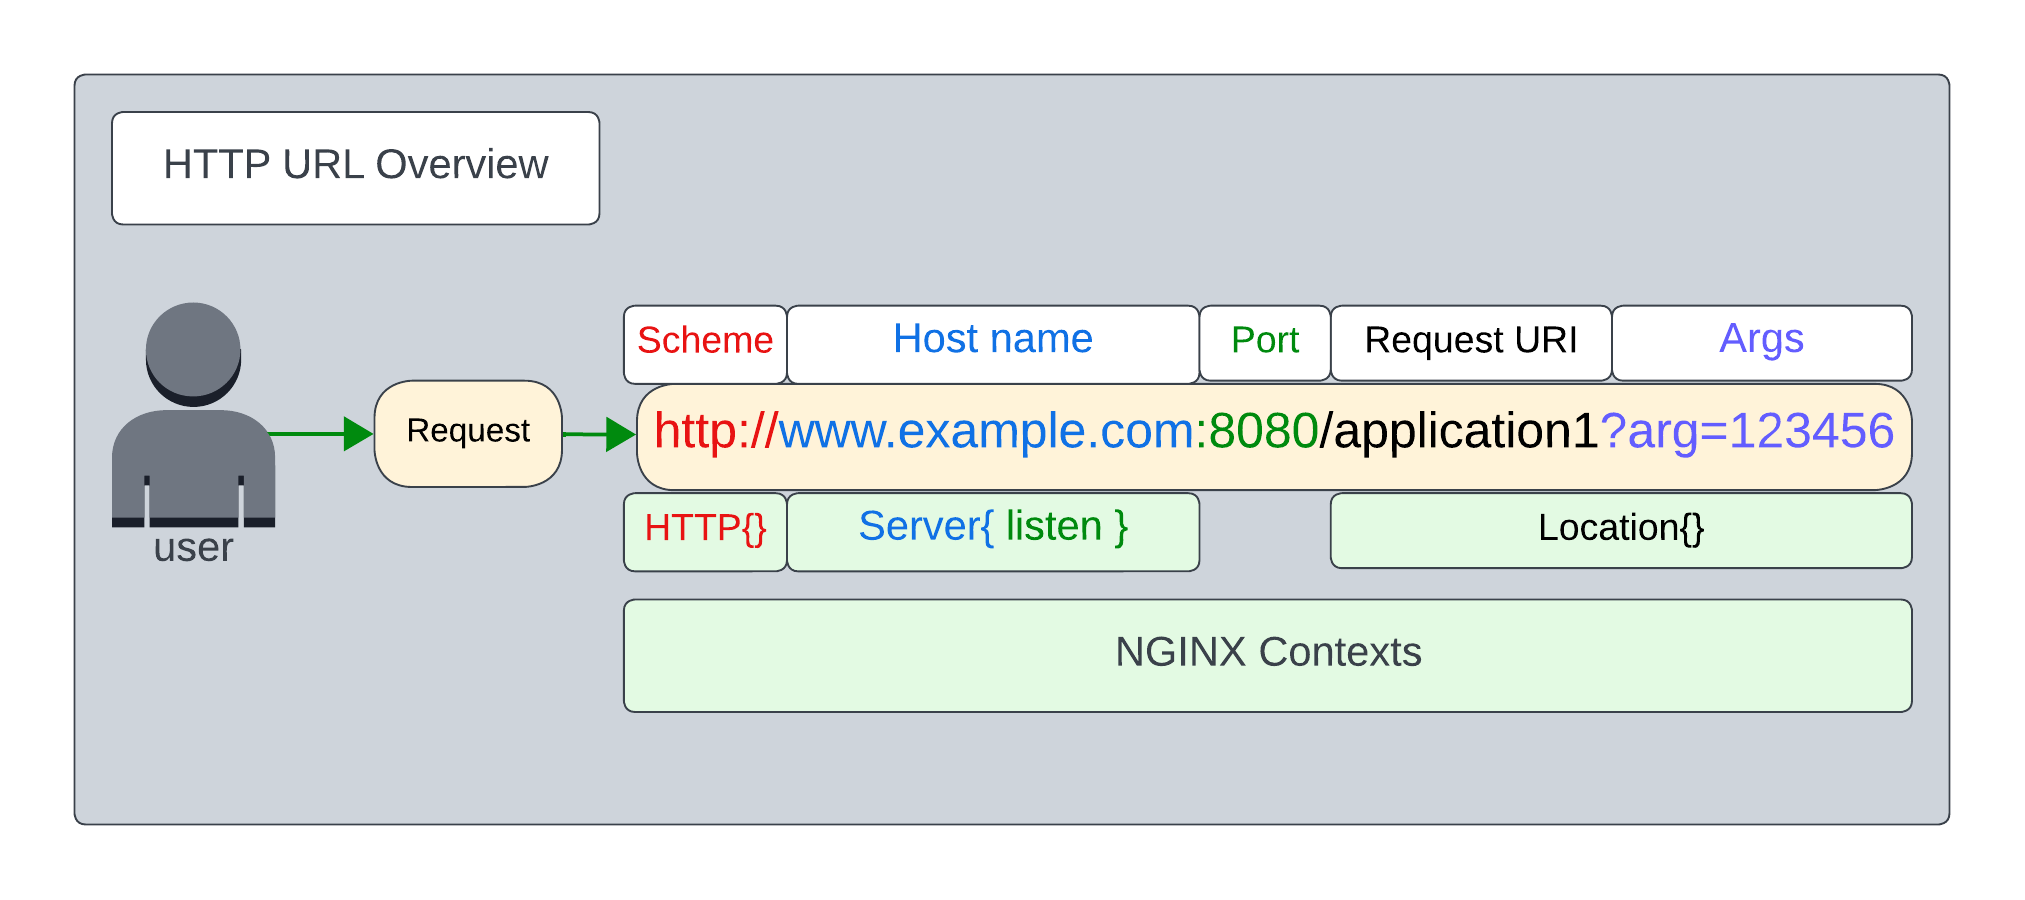 HTTP URL Overview
Scheme Host name Port Request URI Args
Request
http://www.example.com:8080/application1?arg=123456
HTTP{} Server{ listen } Location{}
user
NGINX Contexts